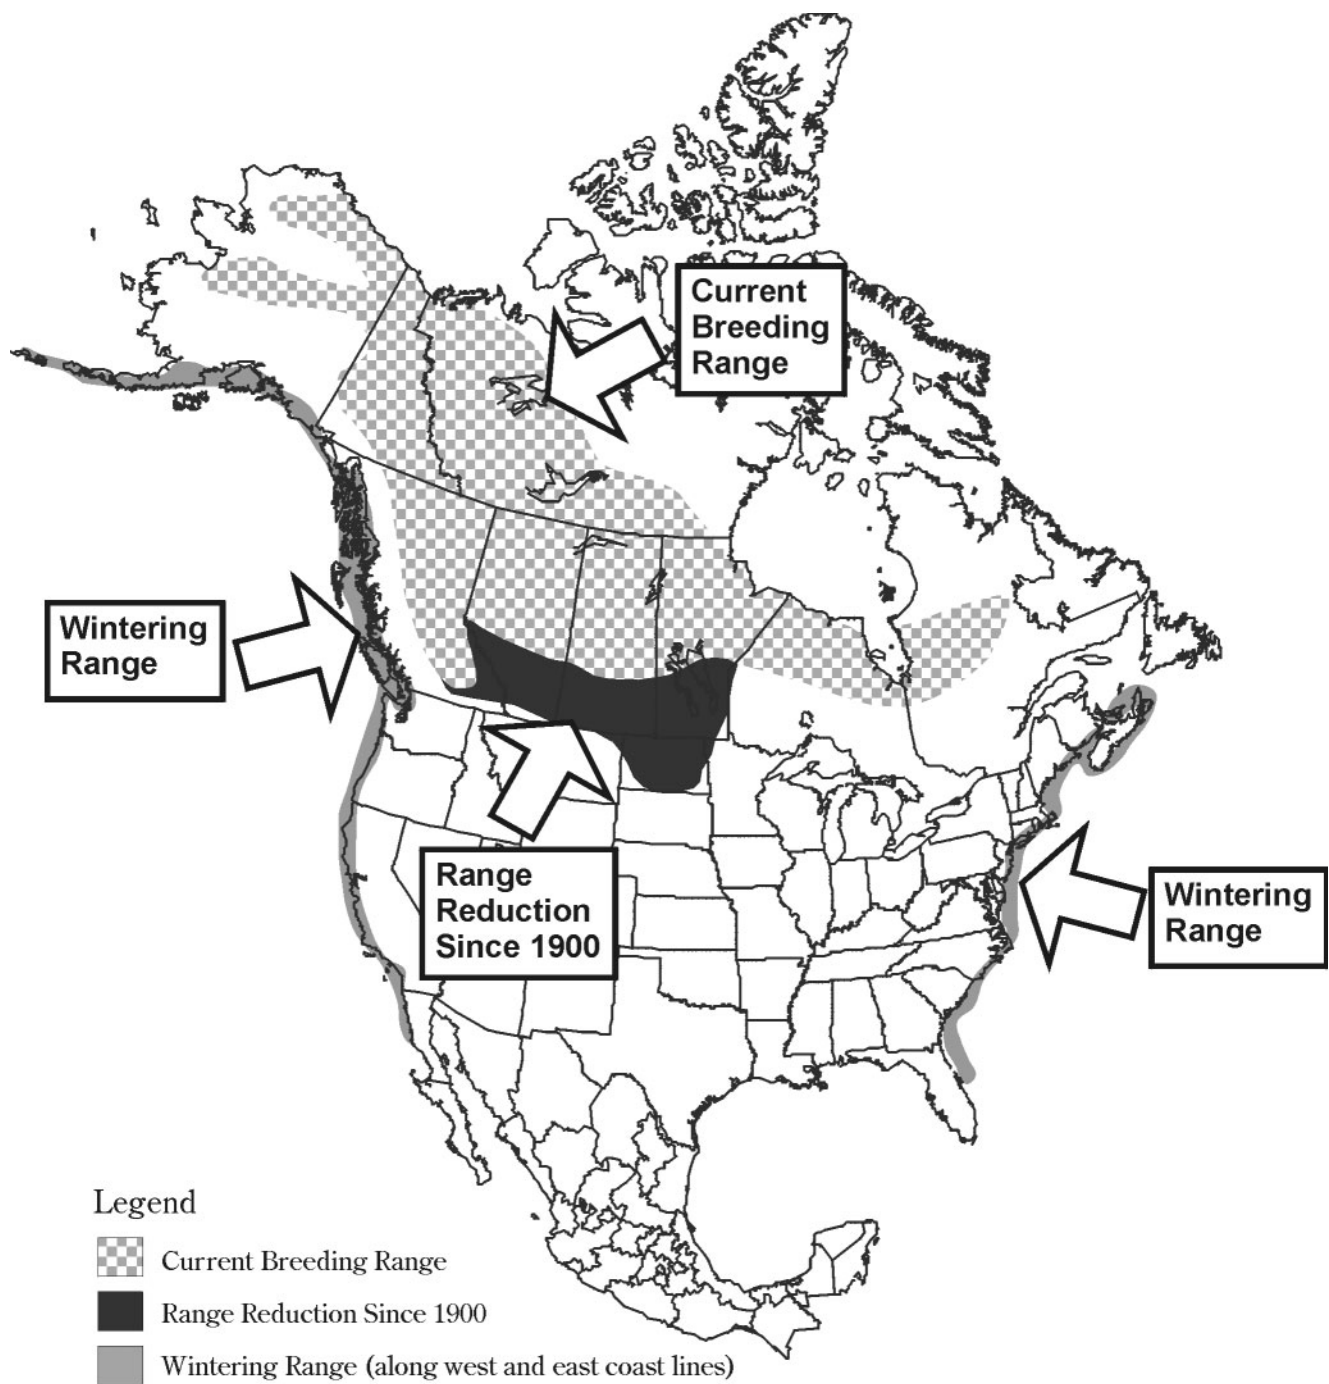 Current
Breeding
Range
Wintering
Range
Range
Reduction
Since 1900
Wintering
Range
Legend
Current Breeding Range
Range Reduction Since 1900
Wintering Range (along west and east coast lines)